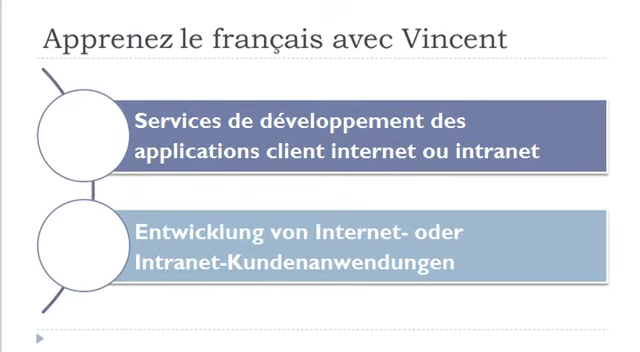 Apprenez le français avec Vincent
Services de développement des
applications client internet ou intranet
Entwicklung von Internet- oder
Intranet-Kundenanwendungen